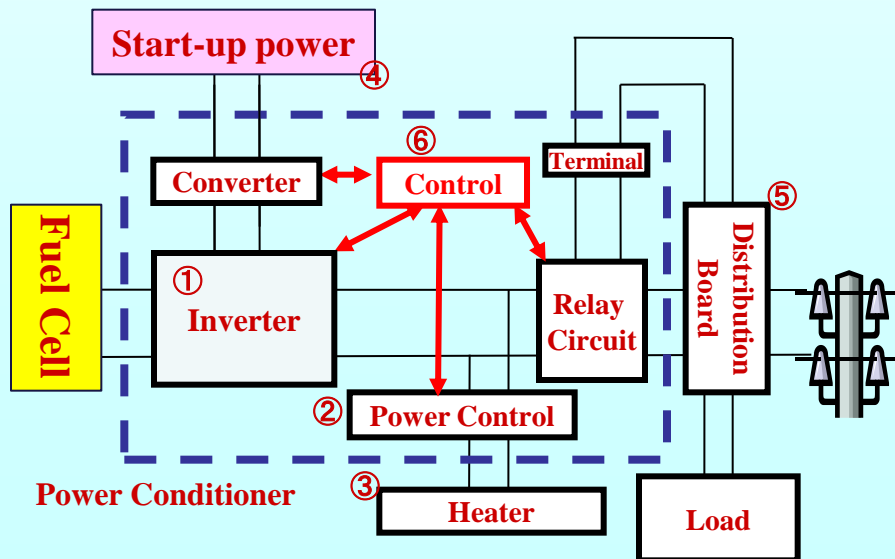 Start-up power
④
⑥
Converter
Control
Terminal
⑤
Fuel Cell
①
Inverter
Relay
Circuit
Distribution
Board
②
Power Control
Power Conditioner
③
Heater
Load